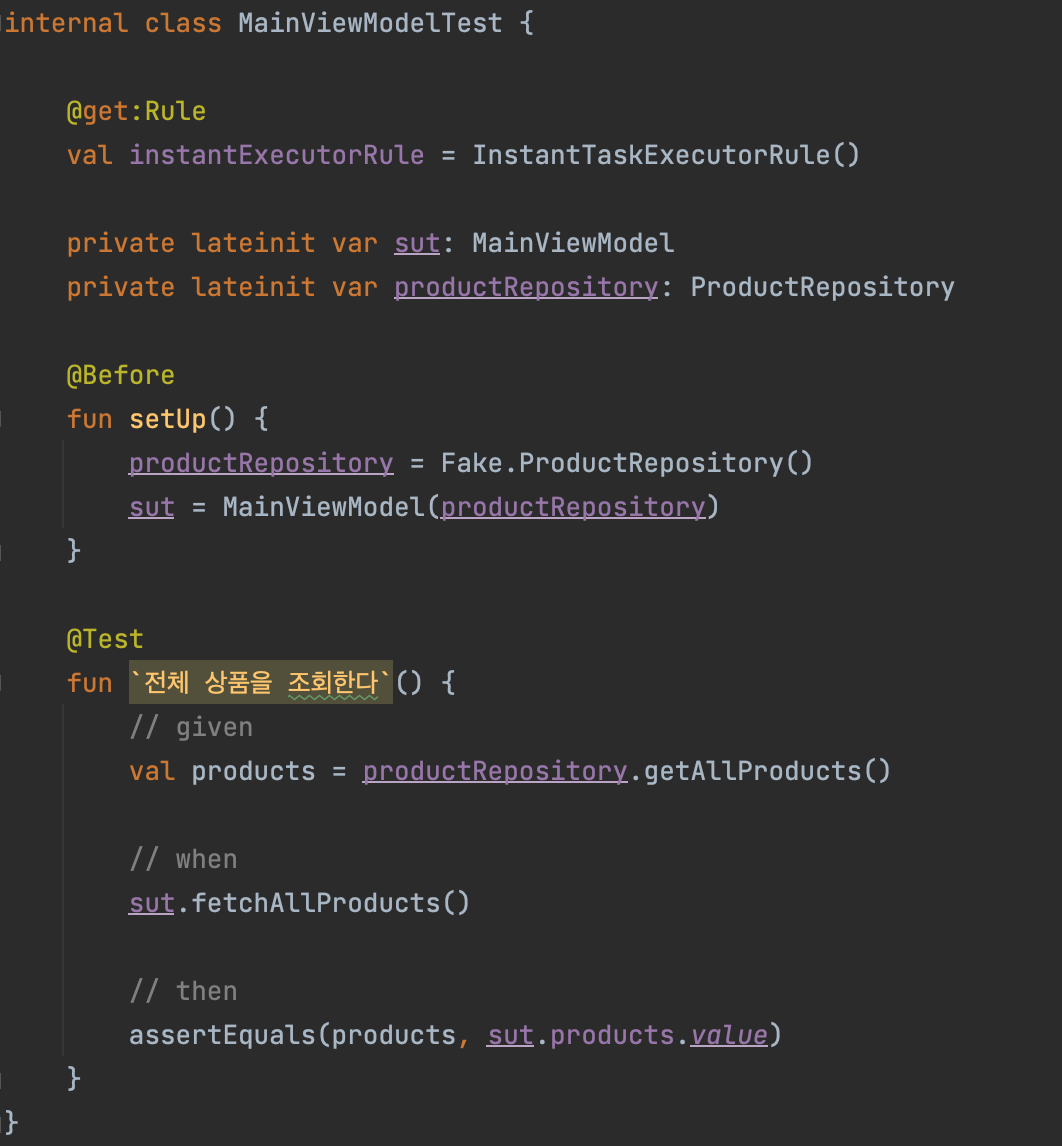 internal class MainViewModelTest {
@get:Rule
val instantExecutorRule = InstantTaskExecutorRule()
private lateinit var sut: MainViewModel
private lateinit var productRepository: ProductRepository
@Before
fun setUp() {
productRepository = Fake.ProductRepository()
sut = MainViewModel(productRepository)
}
@Test
fun `전체 상품을 조회한다`() {
// given
val products = productRepository.getAllProducts()
// when
sut.fetchAllProducts()
// then
assertEquals(products, sut.products.value)
}
}